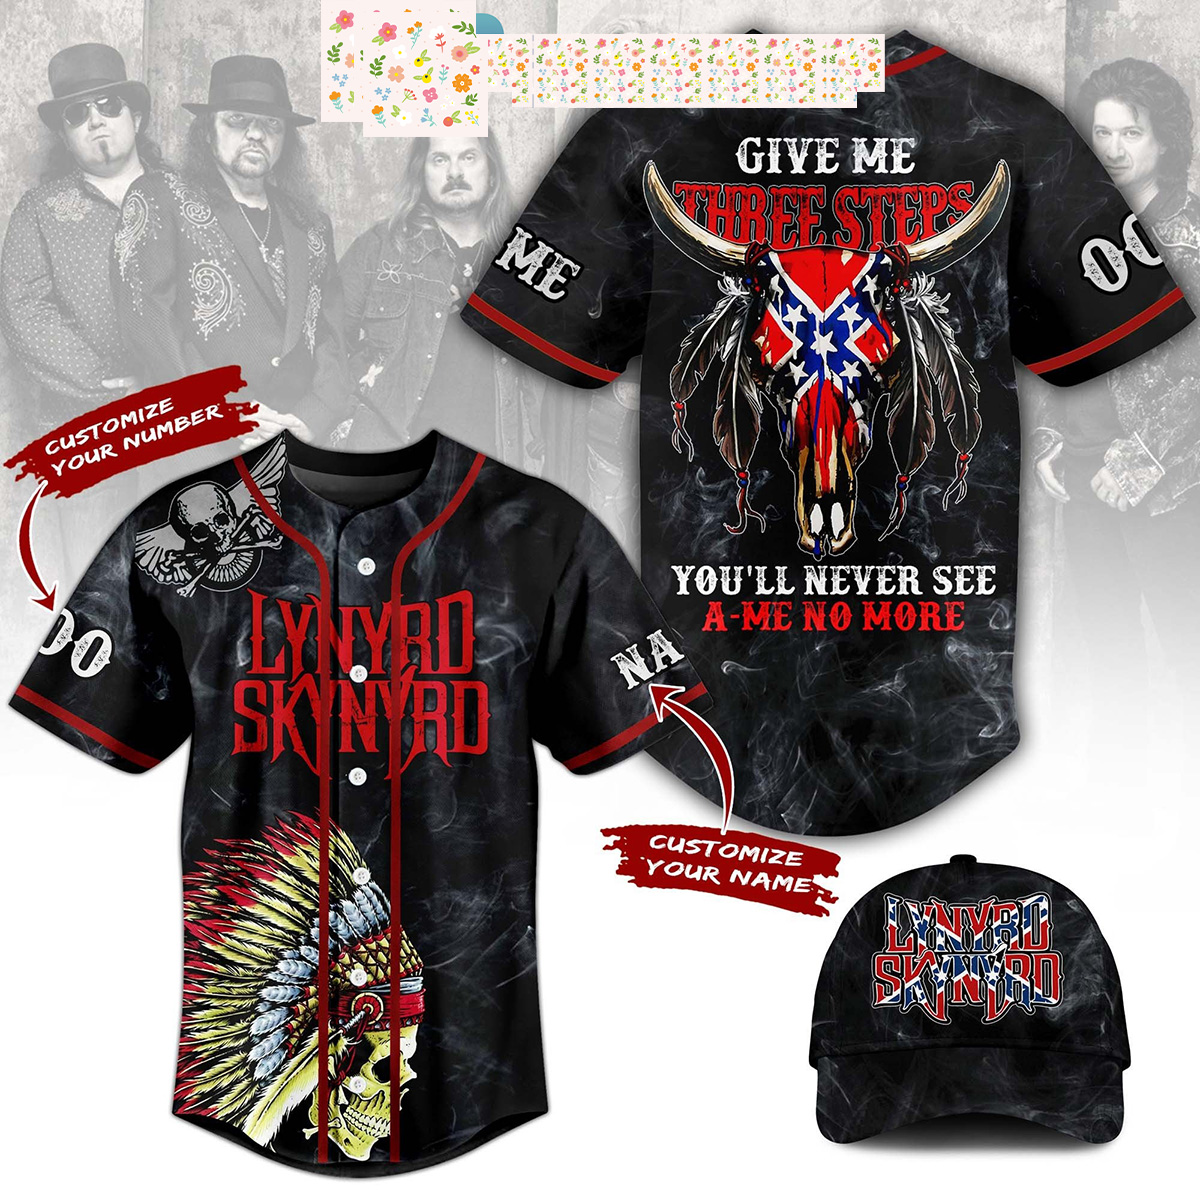 GIVE ME
THREE STEPS
ME
00
CUSTOMIZE
YOUR NUMBER
YOU'LL NEVER SEE
A-ME NO MORE
LYNYRD
SKYNYRD
00
NA
CUSTOMIZE
YOUR NAME
LYNYRD
SKYNYRD